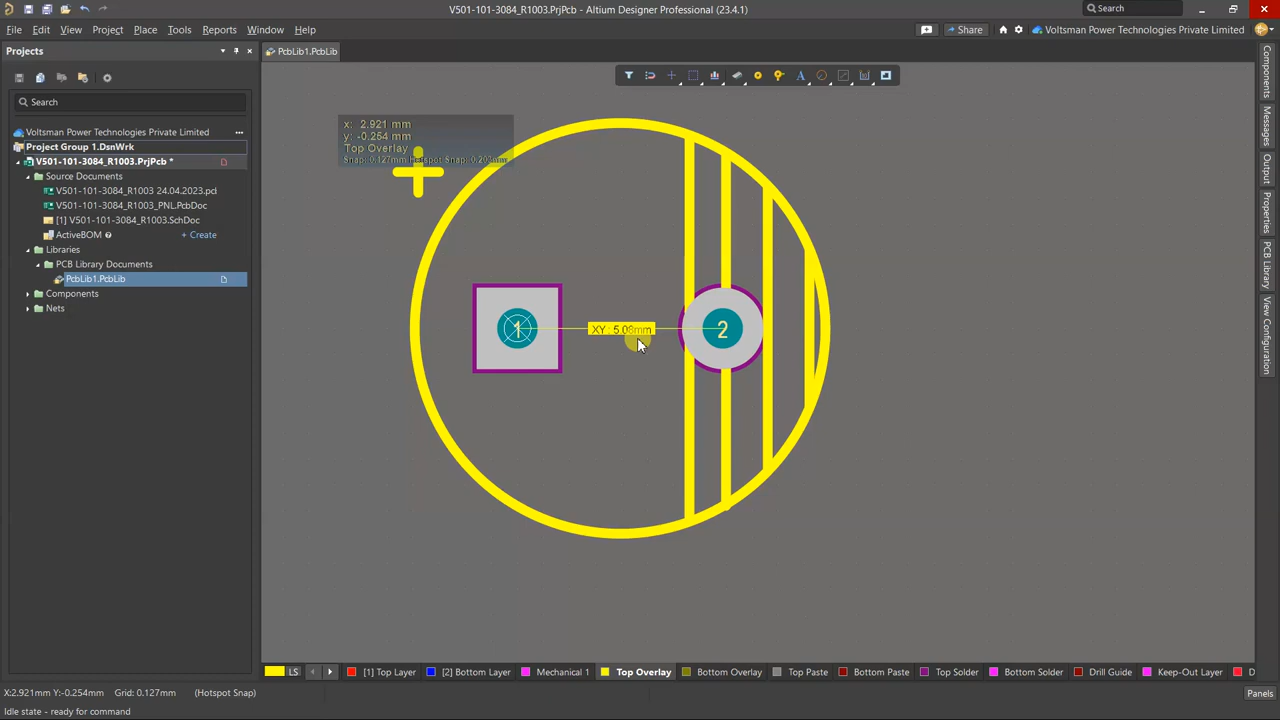 V501-101-3084_R1003.PrjPcb - Altium Designer Professional (23.4.1)
Search
File Edit View Project Place Tools Reports Window Help
Share
Voltsman Power Technologies Private Limited
Projects
PcbLib1.PcbLib
Search
Voltsman Power Technologies Private Limited
Project Group 1.DsnWrk
V501-101-3084_R1003.PrjPcb *
Source Documents
V501-101-3084_R1003 24.04.2023.pcl
V501-101-3084_R1003_PNL.PcbDoc
[1] V501-101-3084_R1003.SchDoc
ActiveBOM
+ Create
Libraries
PCB Library Documents
PcbLib1.PcbLib
Components
Nets
x: 2.921 mm
y: -0.254 mm
Top Overlay
Snap: 0.127mm Hotspot Snap: 0.203mm
1
XY : 5.08mm
2
Components
Messages
Output
Properties
PCB Library
View Configuration
LS
[1] Top Layer
[2] Bottom Layer
Mechanical 1
Top Overlay
Bottom Overlay
Top Paste
Bottom Paste
Top Solder
Bottom Solder
Drill Guide
Keep-Out Layer
D
X:2.921mm Y:-0.254mm Grid: 0.127mm (Hotspot Snap)
Panels
Idle state - ready for command